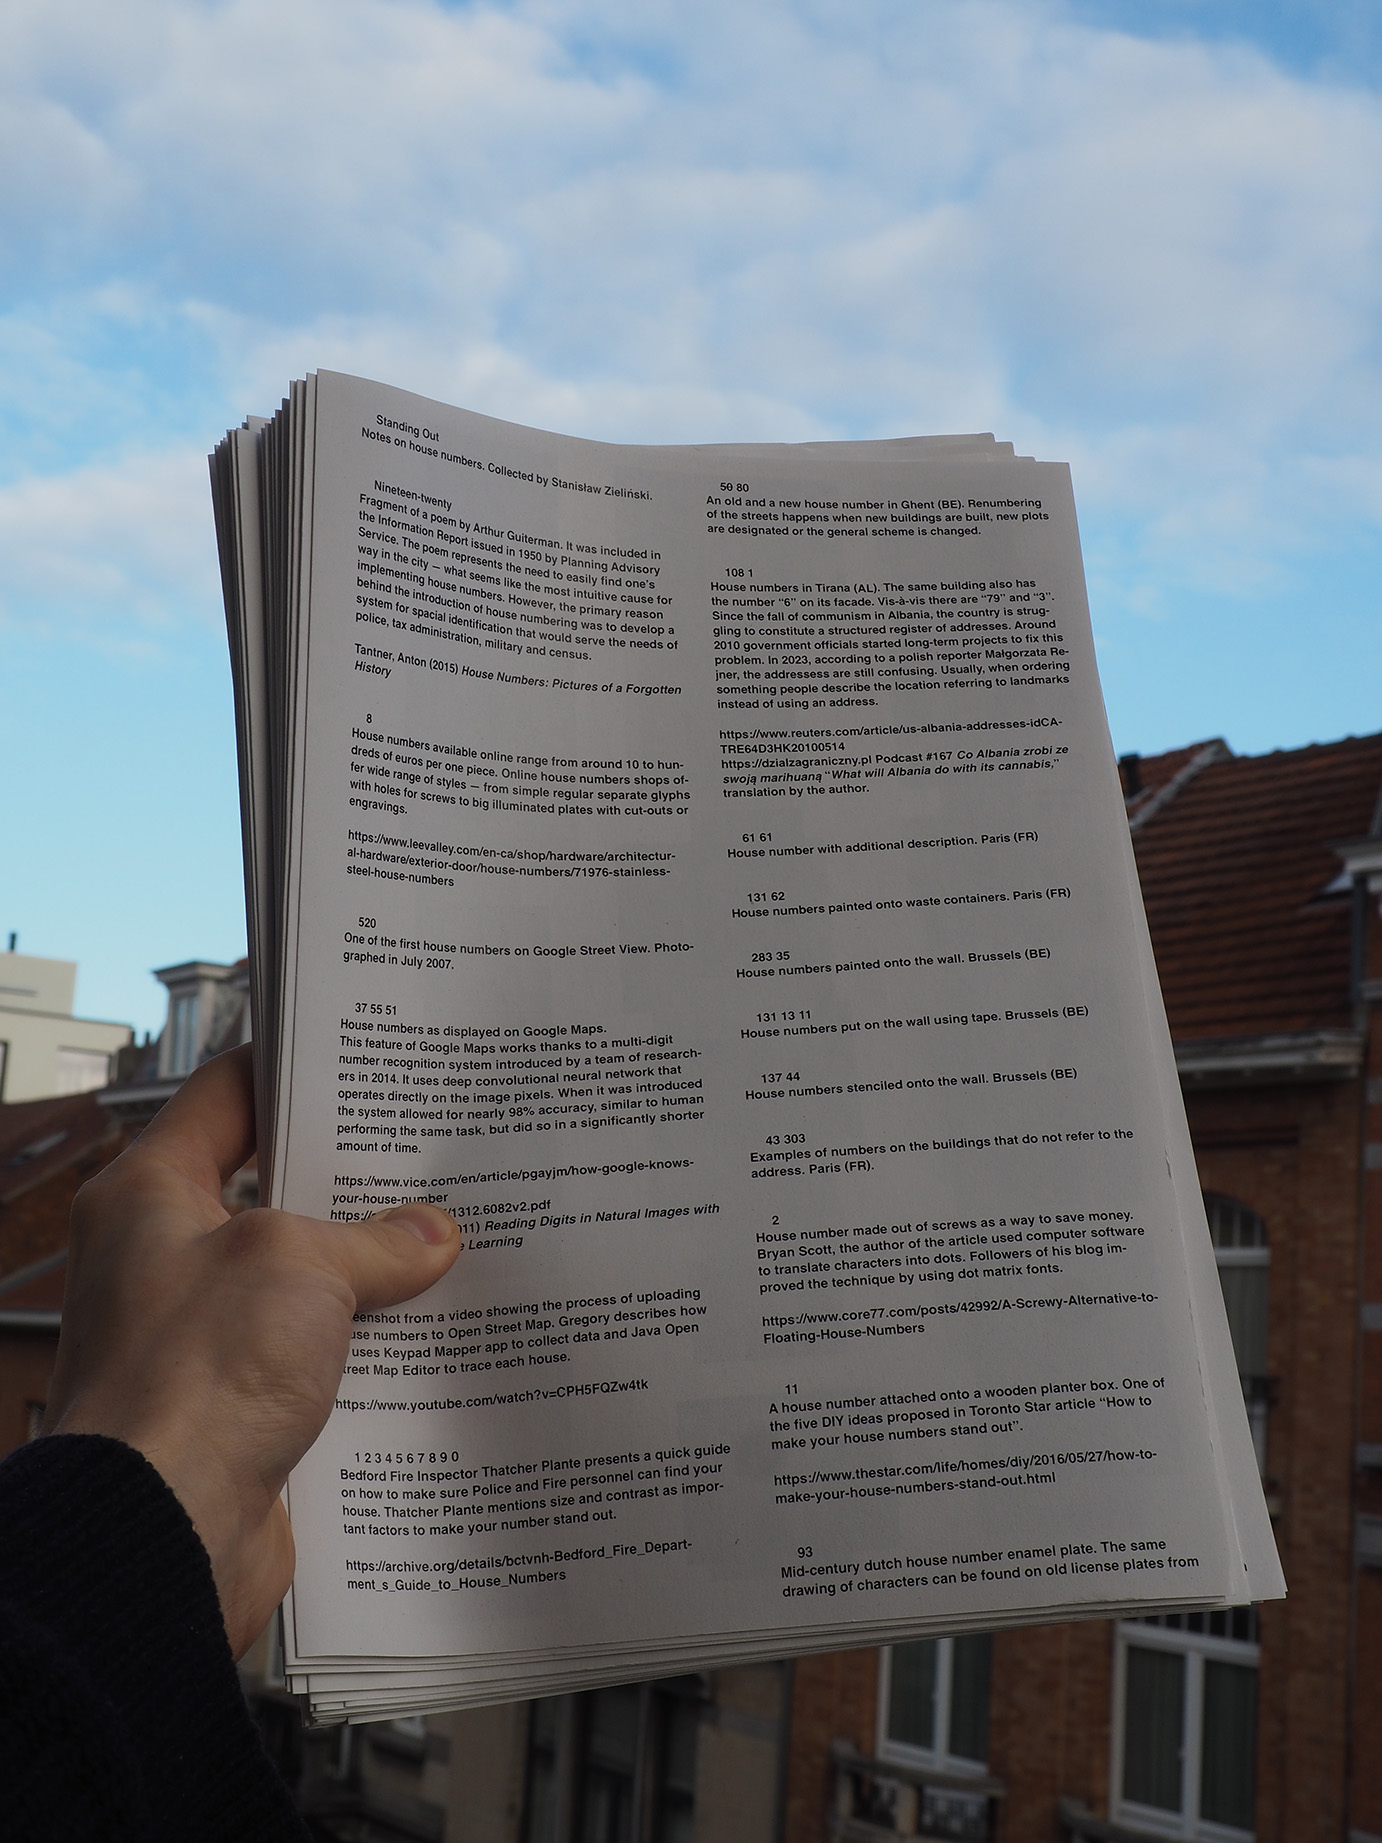 Standing Out
Notes on house numbers. Collected by Stanisław Zieliński.
Nineteen-twenty
Fragment of a poem by Arthur Guiterman. It was included in
the Information Report issued in 1950 by Planning Advisory
Service. The poem represents the need to easily find one's
way in the city — what seems like the most intuitive cause for
implementing house numbers. However, the primary reason
behind the introduction of house numbering was to develop a
system for spacial identification that would serve the needs of
police, tax administration, military and census.
Tantner, Anton (2015) House Numbers: Pictures of a Forgotten
History
8
House numbers available online range from around 10 to hun-
dreds of euros per one piece. Online house numbers shops of-
fer wide range of styles — from simple regular separate glyphs
with holes for screws to big illuminated plates with cut-outs or
engravings.
https://www.leevalley.com/en-ca/shop/hardware/architectur-
al-hardware/exterior-door/house-numbers/71976-stainless-
steel-house-numbers
520
One of the first house numbers on Google Street View. Photo-
graphed in July 2007.
37 55 51
House numbers as displayed on Google Maps.
This feature of Google Maps works thanks to a multi-digit
number recognition system introduced by a team of research-
ers in 2014. It uses deep convolutional neural network that
operates directly on the image pixels. When it was introduced
the system allowed for nearly 98% accuracy, similar to human
performing the same task, but did so in a significantly shorter
amount of time.
https://www.vice.com/en/article/pgayjm/how-google-knows-
your-house-number
https:// /1312.6082v2.pdf
011) Reading Digits in Natural Images with
e Learning
eenshot from a video showing the process of uploading
use numbers to Open Street Map. Gregory describes how
uses Keypad Mapper app to collect data and Java Open
treet Map Editor to trace each house.
https://www.youtube.com/watch?v=CPH5FQZw4tk
1 2 3 4 5 6 7 8 9 0
Bedford Fire Inspector Thatcher Plante presents a quick guide
on how to make sure Police and Fire personnel can find your
house. Thatcher Plante mentions size and contrast as impor-
tant factors to make your number stand out.
https://archive.org/details/bctvnh-Bedford_Fire_Depart-
ment_s_Guide_to_House_Numbers
50 80
An old and a new house number in Ghent (BE). Renumbering
of the streets happens when new buildings are built, new plots
are designated or the general scheme is changed.
108 1
House numbers in Tirana (AL). The same building also has
the number “6” on its facade. Vis-à-vis there are “79” and “3”.
Since the fall of communism in Albania, the country is strug-
gling to constitute a structured register of addresses. Around
2010 government officials started long-term projects to fix this
problem. In 2023, according to a polish reporter Małgorzata Re-
jner, the addressess are still confusing. Usually, when ordering
something people describe the location referring to landmarks
instead of using an address.
https://www.reuters.com/article/us-albania-addresses-idCA-
TRE64D3HK20100514
https://dzialzagraniczny.pl Podcast #167 Co Albania zrobi ze
swoją marihuaną “What will Albania do with its cannabis,”
translation by the author.
61 61
House number with additional description. Paris (FR)
131 62
House numbers painted onto waste containers. Paris (FR)
283 35
House numbers painted onto the wall. Brussels (BE)
131 13 11
House numbers put on the wall using tape. Brussels (BE)
137 44
House numbers stenciled onto the wall. Brussels (BE)
43 303
Examples of numbers on the buildings that do not refer to the
address. Paris (FR).
2
House number made out of screws as a way to save money.
Bryan Scott, the author of the article used computer software
to translate characters into dots. Followers of his blog im-
proved the technique by using dot matrix fonts.
https://www.core77.com/posts/42992/A-Screwy-Alternative-to-
Floating-House-Numbers
11
A house number attached onto a wooden planter box. One of
the five DIY ideas proposed in Toronto Star article “How to
make your house numbers stand out”.
https://www.thestar.com/life/homes/diy/2016/05/27/how-to-
make-your-house-numbers-stand-out.html
93
Mid-century dutch house number enamel plate. The same
drawing of characters can be found on old license plates from